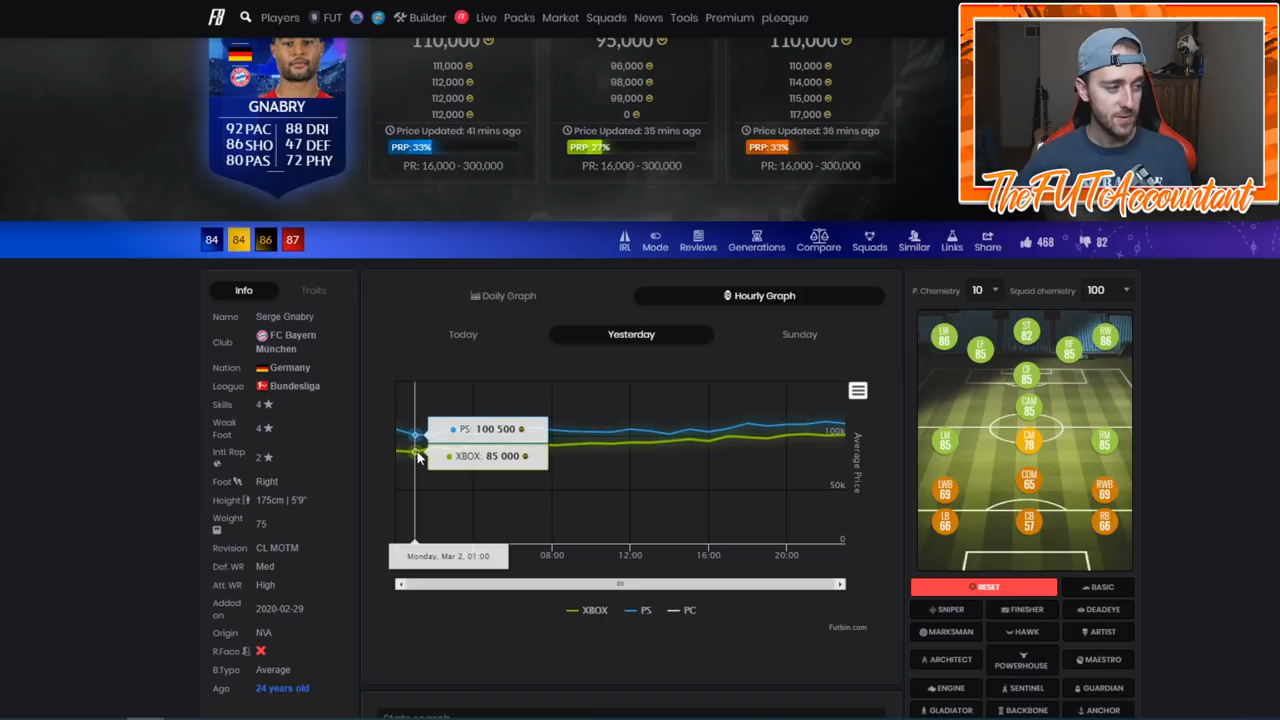 F8 Players FUT Builder Live Packs Market Squads News Tools Premium pLeague
110,000 95,000 110,000
111,000 96,000 110,000
112,000 98,000 114,000
112,000 99,000 115,000
112,000 0 117,000
GNABRY
92 PAC 88 DRI
86 SHO 47 DEF
80 PAS 72 PHY
Price Updated: 41 mins ago Price Updated: 35 mins ago Price Updated: 36 mins ago
PRP: 33% PRP: 27% PRP: 33%
PR: 16,000 - 300,000 PR: 16,000 - 300,000 PR: 16,000 - 300,000
TheFUTAccountant
84 84 86 87
IRL Mode Reviews Generations Compare Squads Similar Links Share 468 82
Info Traits
Name Serge Gnabry
Club FC Bayern München
Nation Germany
League Bundesliga
Skills 4
Weak Foot 4
Intl. Rep 2
Foot Right
Height 175cm | 5'9"
Weight 75
Revision CL MOTM
Def. WR Med
Att. WR High
Added on 2020-02-29
Origin N\A
R.Face
B.Type Average
Age 24 years old
Daily Graph Hourly Graph
Today Yesterday Sunday
PS: 100 500
XBOX: 85 000
100k
50k
0
Average Price
Monday, Mar 2, 01:00
08:00 12:00 16:00 20:00
XBOX PS PC
Futbin.com
P. Chemistry 10 Squad chemistry 100
LW 86
ST 82
RW 86
LF 85
RF 85
CF 85
CAM 85
LM 85
CM 78
RM 85
LWB 69
CDM 65
RWB 69
LB 66
CB 57
RB 66
RESET BASIC
SNIPER FINISHER DEADEYE
MARKSMAN HAWK ARTIST
ARCHITECT POWERHOUSE MAESTRO
ENGINE SENTINEL GUARDIAN
GLADIATOR BACKBONE ANCHOR